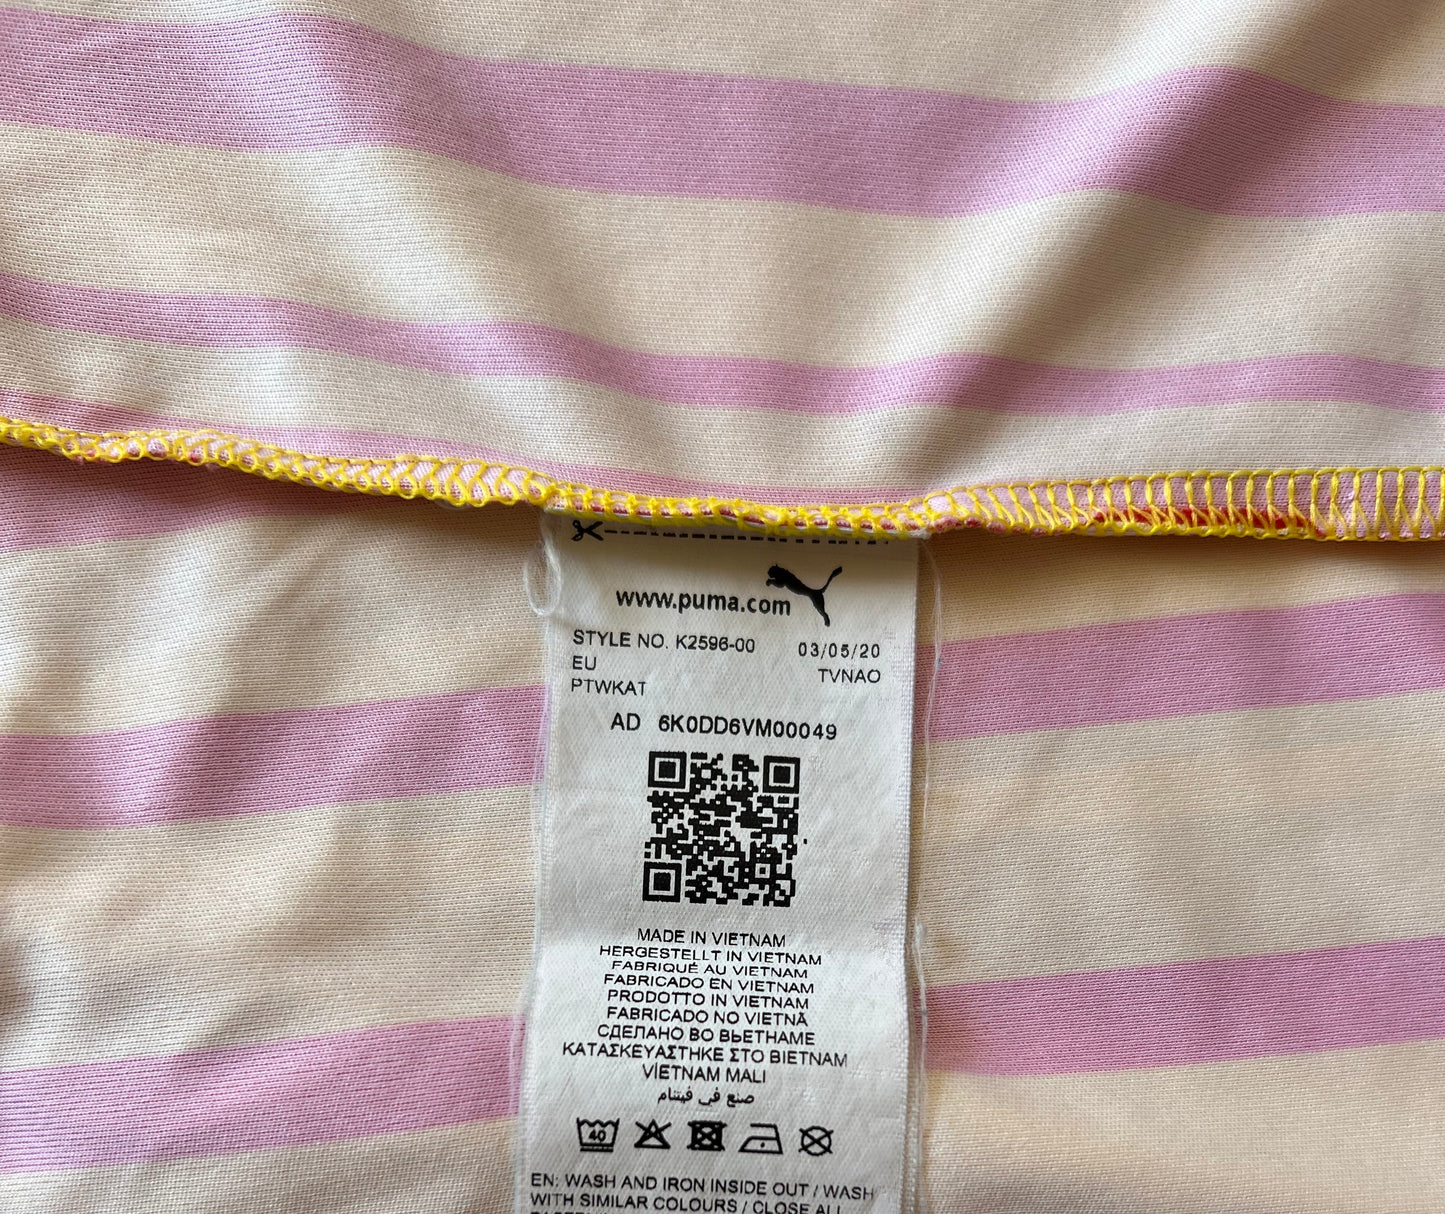 www.puma.com
STYLE NO. K2596-00 03/05/20
EU TVNAO
PTWKAT
AD 6K0DD6VM00049
MADE IN VIETNAM
HERGESTELLT IN VIETNAM
FABRIQUÉ AU VIETNAM
FABRICADO EN VIETNAM
PRODOTTO IN VIETNAM
FABRICADO NO VIETNÃ
СДЕЛАНО ВО ВЬЕТНАМЕ
ΚΑΤΑΣΚΕΥΑΣΤΗΚΕ ΣΤΟ ΒΙΕΤΝΑΜ
VİETNAM MALI
صنع في فيتنام
40
EN: WASH AND IRON INSIDE OUT / WASH
WITH SIMILAR COLOURS / CLOSE ALL